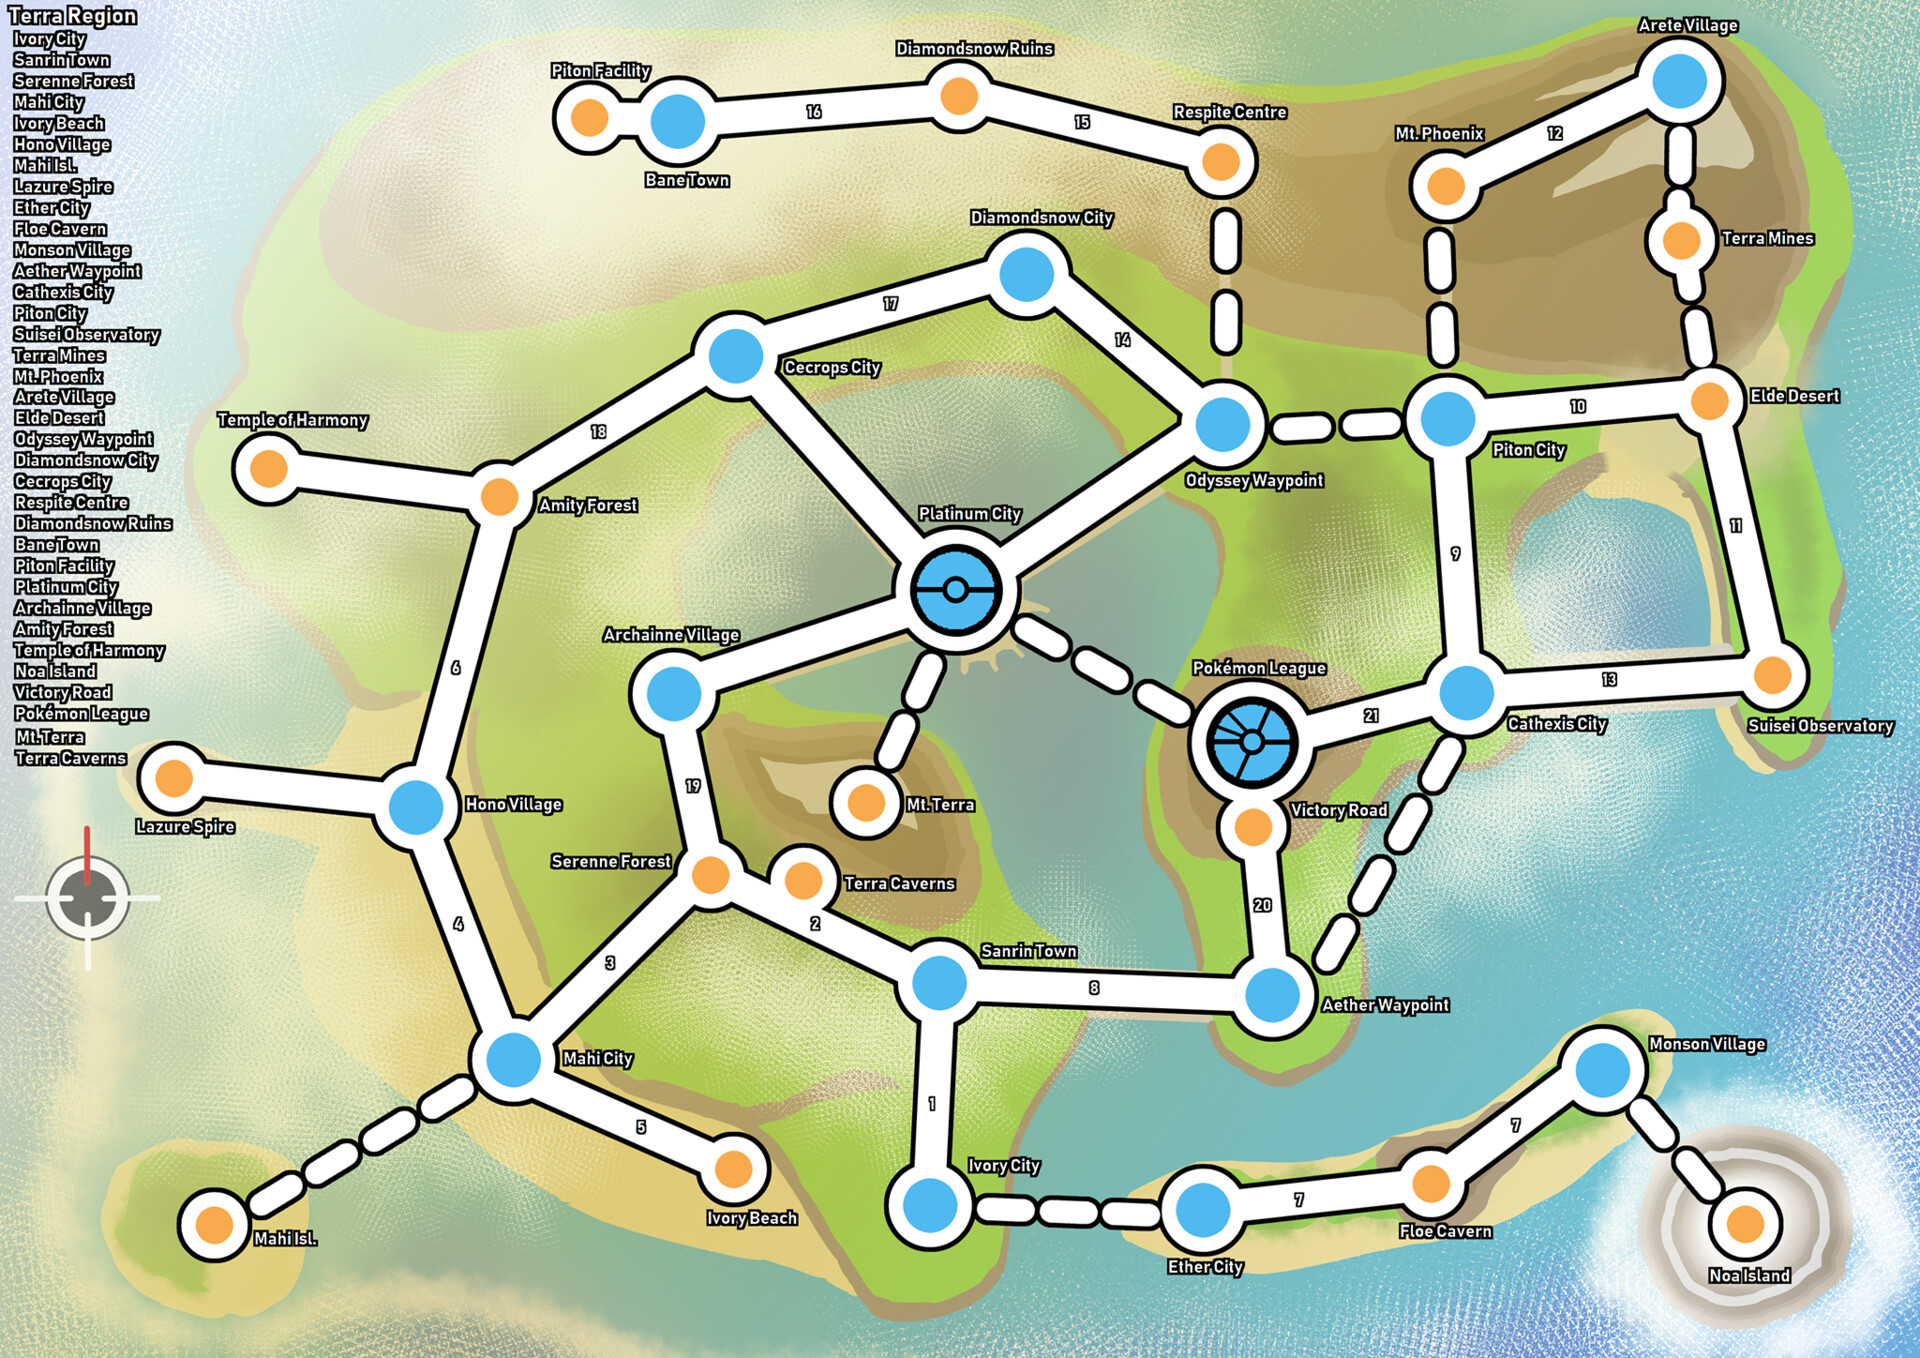 Terra Region
Ivory City
Sanrin Town
Serenne Forest
Mahi City
Ivory Beach
Hono Village
Mahi Isl.
Lazure Spire
Ether City
Floe Cavern
Monson Village
Aether Waypoint
Cathexis City
Piton City
Suisei Observatory
Terra Mines
Mt. Phoenix
Arete Village
Elde Desert
Odyssey Waypoint
Diamondsnow City
Cecrops City
Respite Centre
Diamondsnow Ruins
Bane Town
Piton Facility
Platinum City
Archainne Village
Amity Forest
Temple of Harmony
Noa Island
Victory Road
Pokémon League
Mt. Terra
Terra Caverns
Arete Village
Diamondsnow Ruins
Piton Facility
16
Respite Centre
15
Mt. Phoenix
12
Bane Town
Diamondsnow City
Terra Mines
17
14
Cecrops City
Elde Desert
10
Temple of Harmony
18
Piton City
Odyssey Waypoint
Amity Forest
Platinum City
11
9
Archainne Village
6
Pokémon League
13
21
Cathexis City
Suisei Observatory
19
Hono Village
Mt. Terra
Victory Road
Lazure Spire
Serenne Forest
Terra Caverns
20
4
2
Sanrin Town
3
8
Aether Waypoint
Monson Village
Mahi City
1
5
7
Ivory City
7
Ivory Beach
Floe Cavern
Mahi Isl.
Ether City
Noa Island